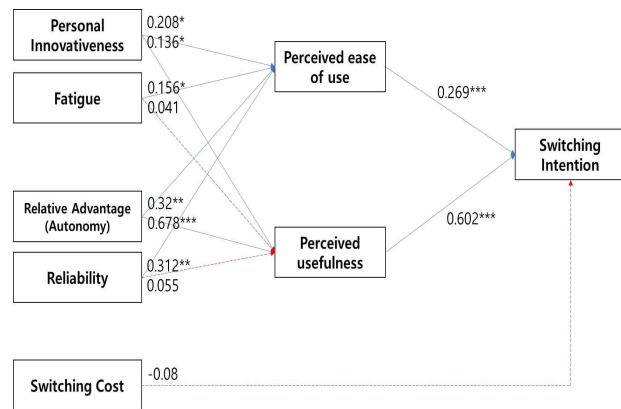 Personal
Innovativeness
0.208*
0.136*
Fatigue
0.156*
0.041
Relative Advantage
(Autonomy)
0.32**
0.678***
Reliability
0.312**
0.055
Switching Cost
-0.08
Perceived ease
of use
0.269***
Perceived
usefulness
0.602***
Switching
Intention